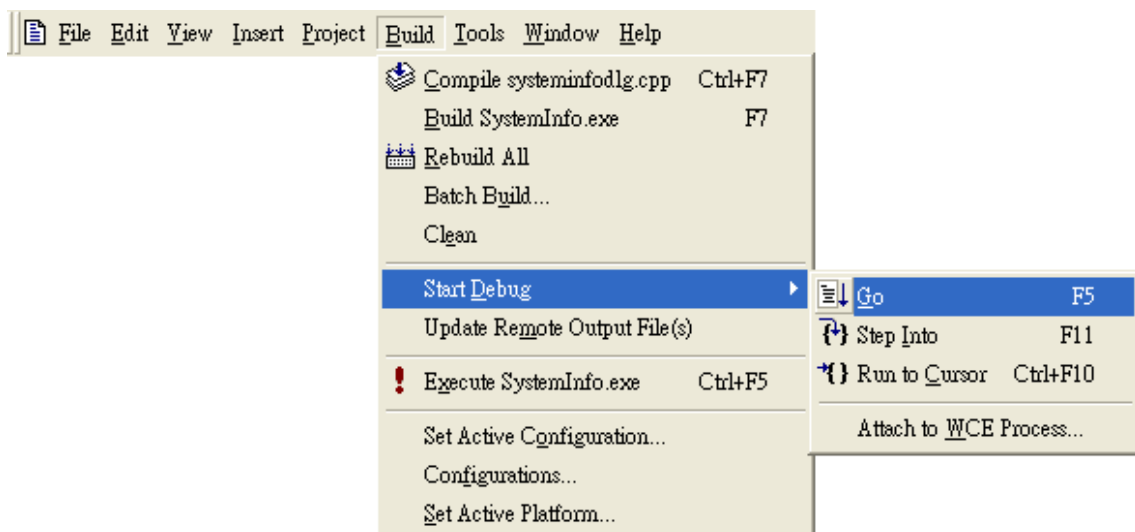 File Edit View Insert Project Build Tools Window Help
Compile systeminfodlg.cpp Ctrl+F7
Build SystemInfo.exe F7
Rebuild All
Batch Build...
Clean
Start Debug
Update Remote Output File(s)
Execute SystemInfo.exe Ctrl+F5
Set Active Configuration...
Configurations...
Set Active Platform...
Go F5
Step Into F11
Run to Cursor Ctrl+F10
Attach to WCE Process...